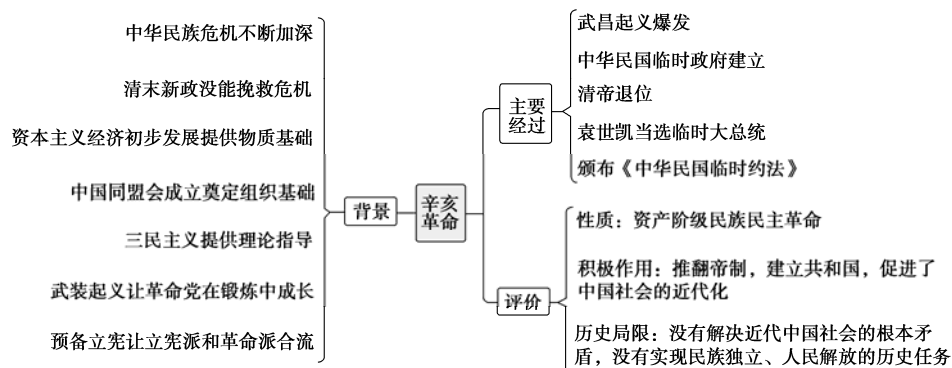 中华民族危机不断加深
清末新政没能挽救危机
资本主义经济初步发展提供物质基础
中国同盟会成立奠定组织基础
三民主义提供理论指导
武装起义让革命党在锻炼中成长
预备立宪让立宪派和革命派合流
背景
辛亥
革命
主要
经过
武昌起义爆发
中华民国临时政府建立
清帝退位
袁世凯当选临时大总统
颁布《中华民国临时约法》
评价
性质：资产阶级民族民主革命
积极作用：推翻帝制，建立共和国，促进了
中国社会的近代化
历史局限：没有解决近代中国社会的根本矛
盾，没有实现民族独立、人民解放的历史任务